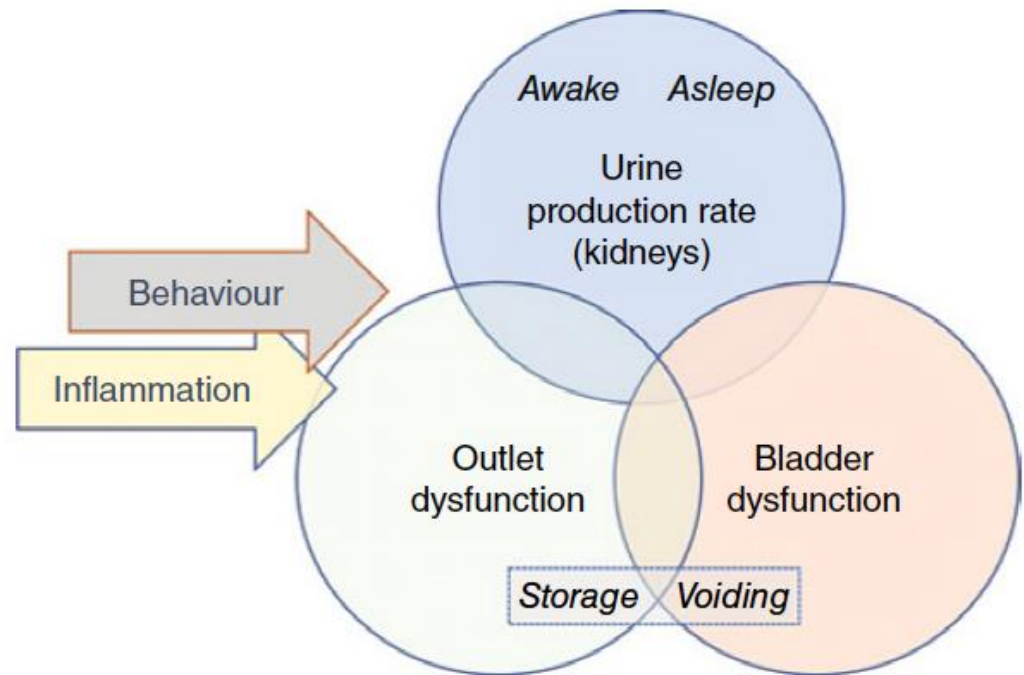 Awake Asleep
Urine
production rate
(kidneys)
Behaviour
Inflammation
Outlet
dysfunction
Bladder
dysfunction
Storage Voiding